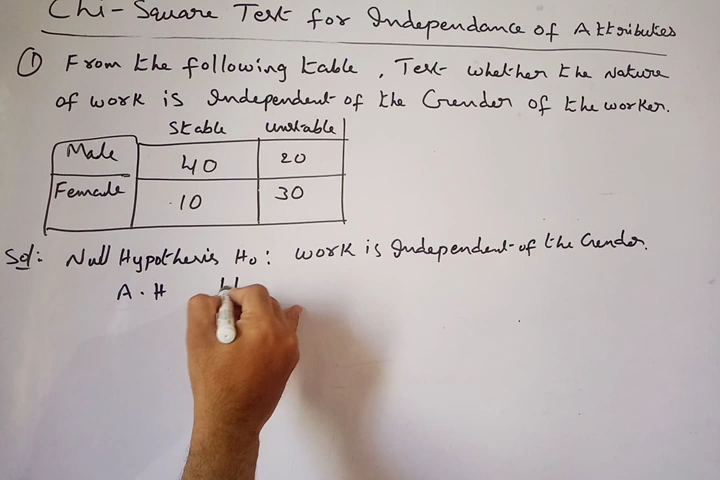 Chi-Square Test for Independance of Attributes
① From the following table, Test whether the Nature
of work is Independent of the Gender of the worker.
Stable unstable
Male 40 20
Female 10 30
Sol: Null Hypothesis H₀: work is Independent of the Gender.
A.H H